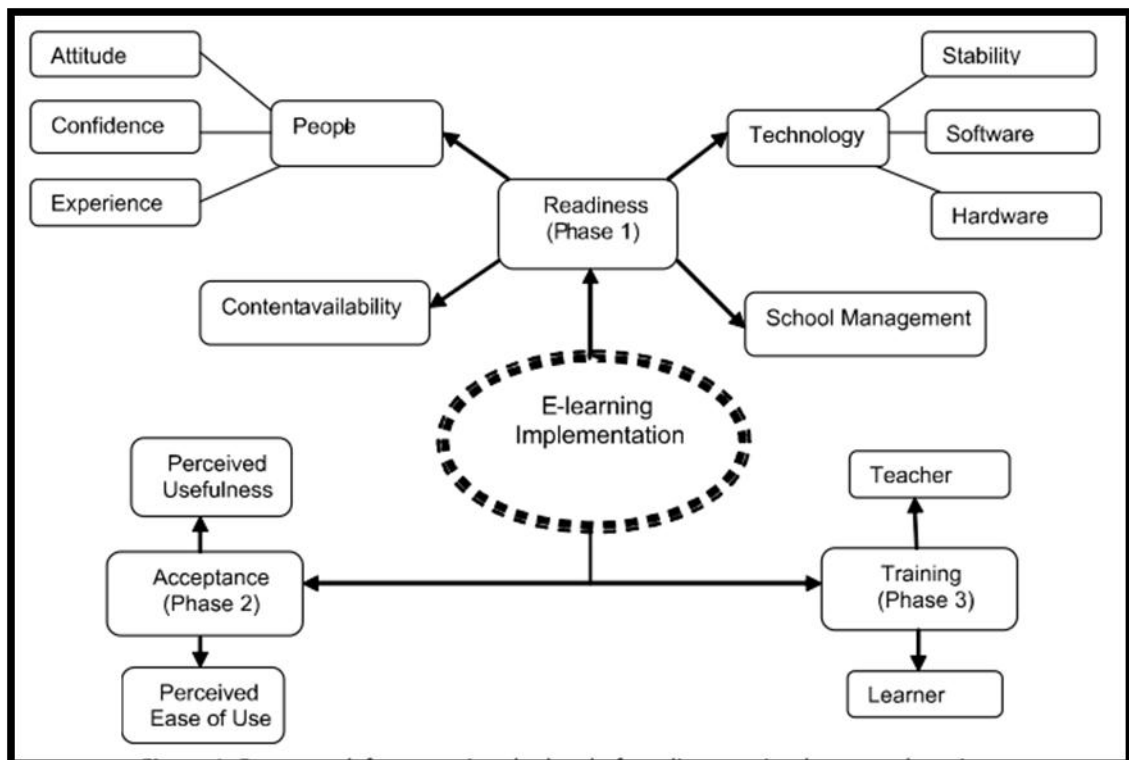 Attitude
Stability
Confidence
People
Technology
Software
Experience
Readiness
(Phase 1)
Hardware
Contentavailability
School Management
E-learning
Implementation
Perceived
Usefulness
Teacher
Acceptance
(Phase 2)
Training
(Phase 3)
Perceived
Ease of Use
Learner